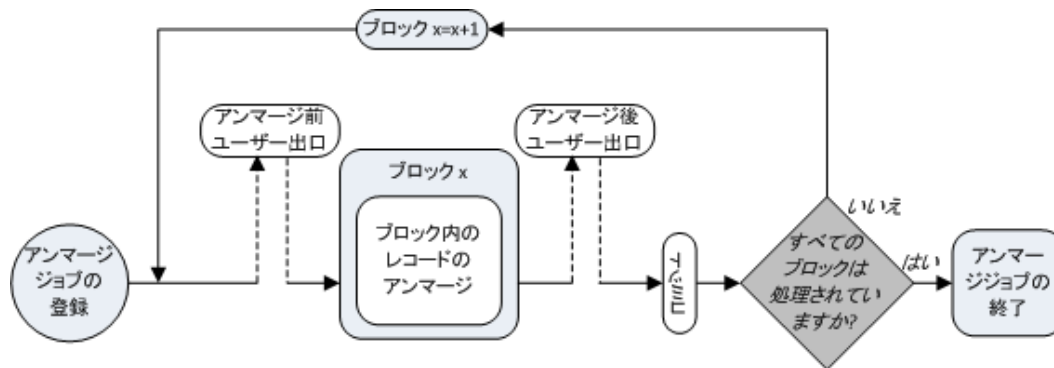 ブロック x=x+1
アンマージ前
ユーザー出口
アンマージ後
ユーザー出口
ブロック x
ブロック内の
レコードの
アンマージ
アンマージ
ジョブの
登録
コミット
すべての
ブロックは
処理されてい
ますか?
いいえ
はい
アンマー
ジジョブの
終了